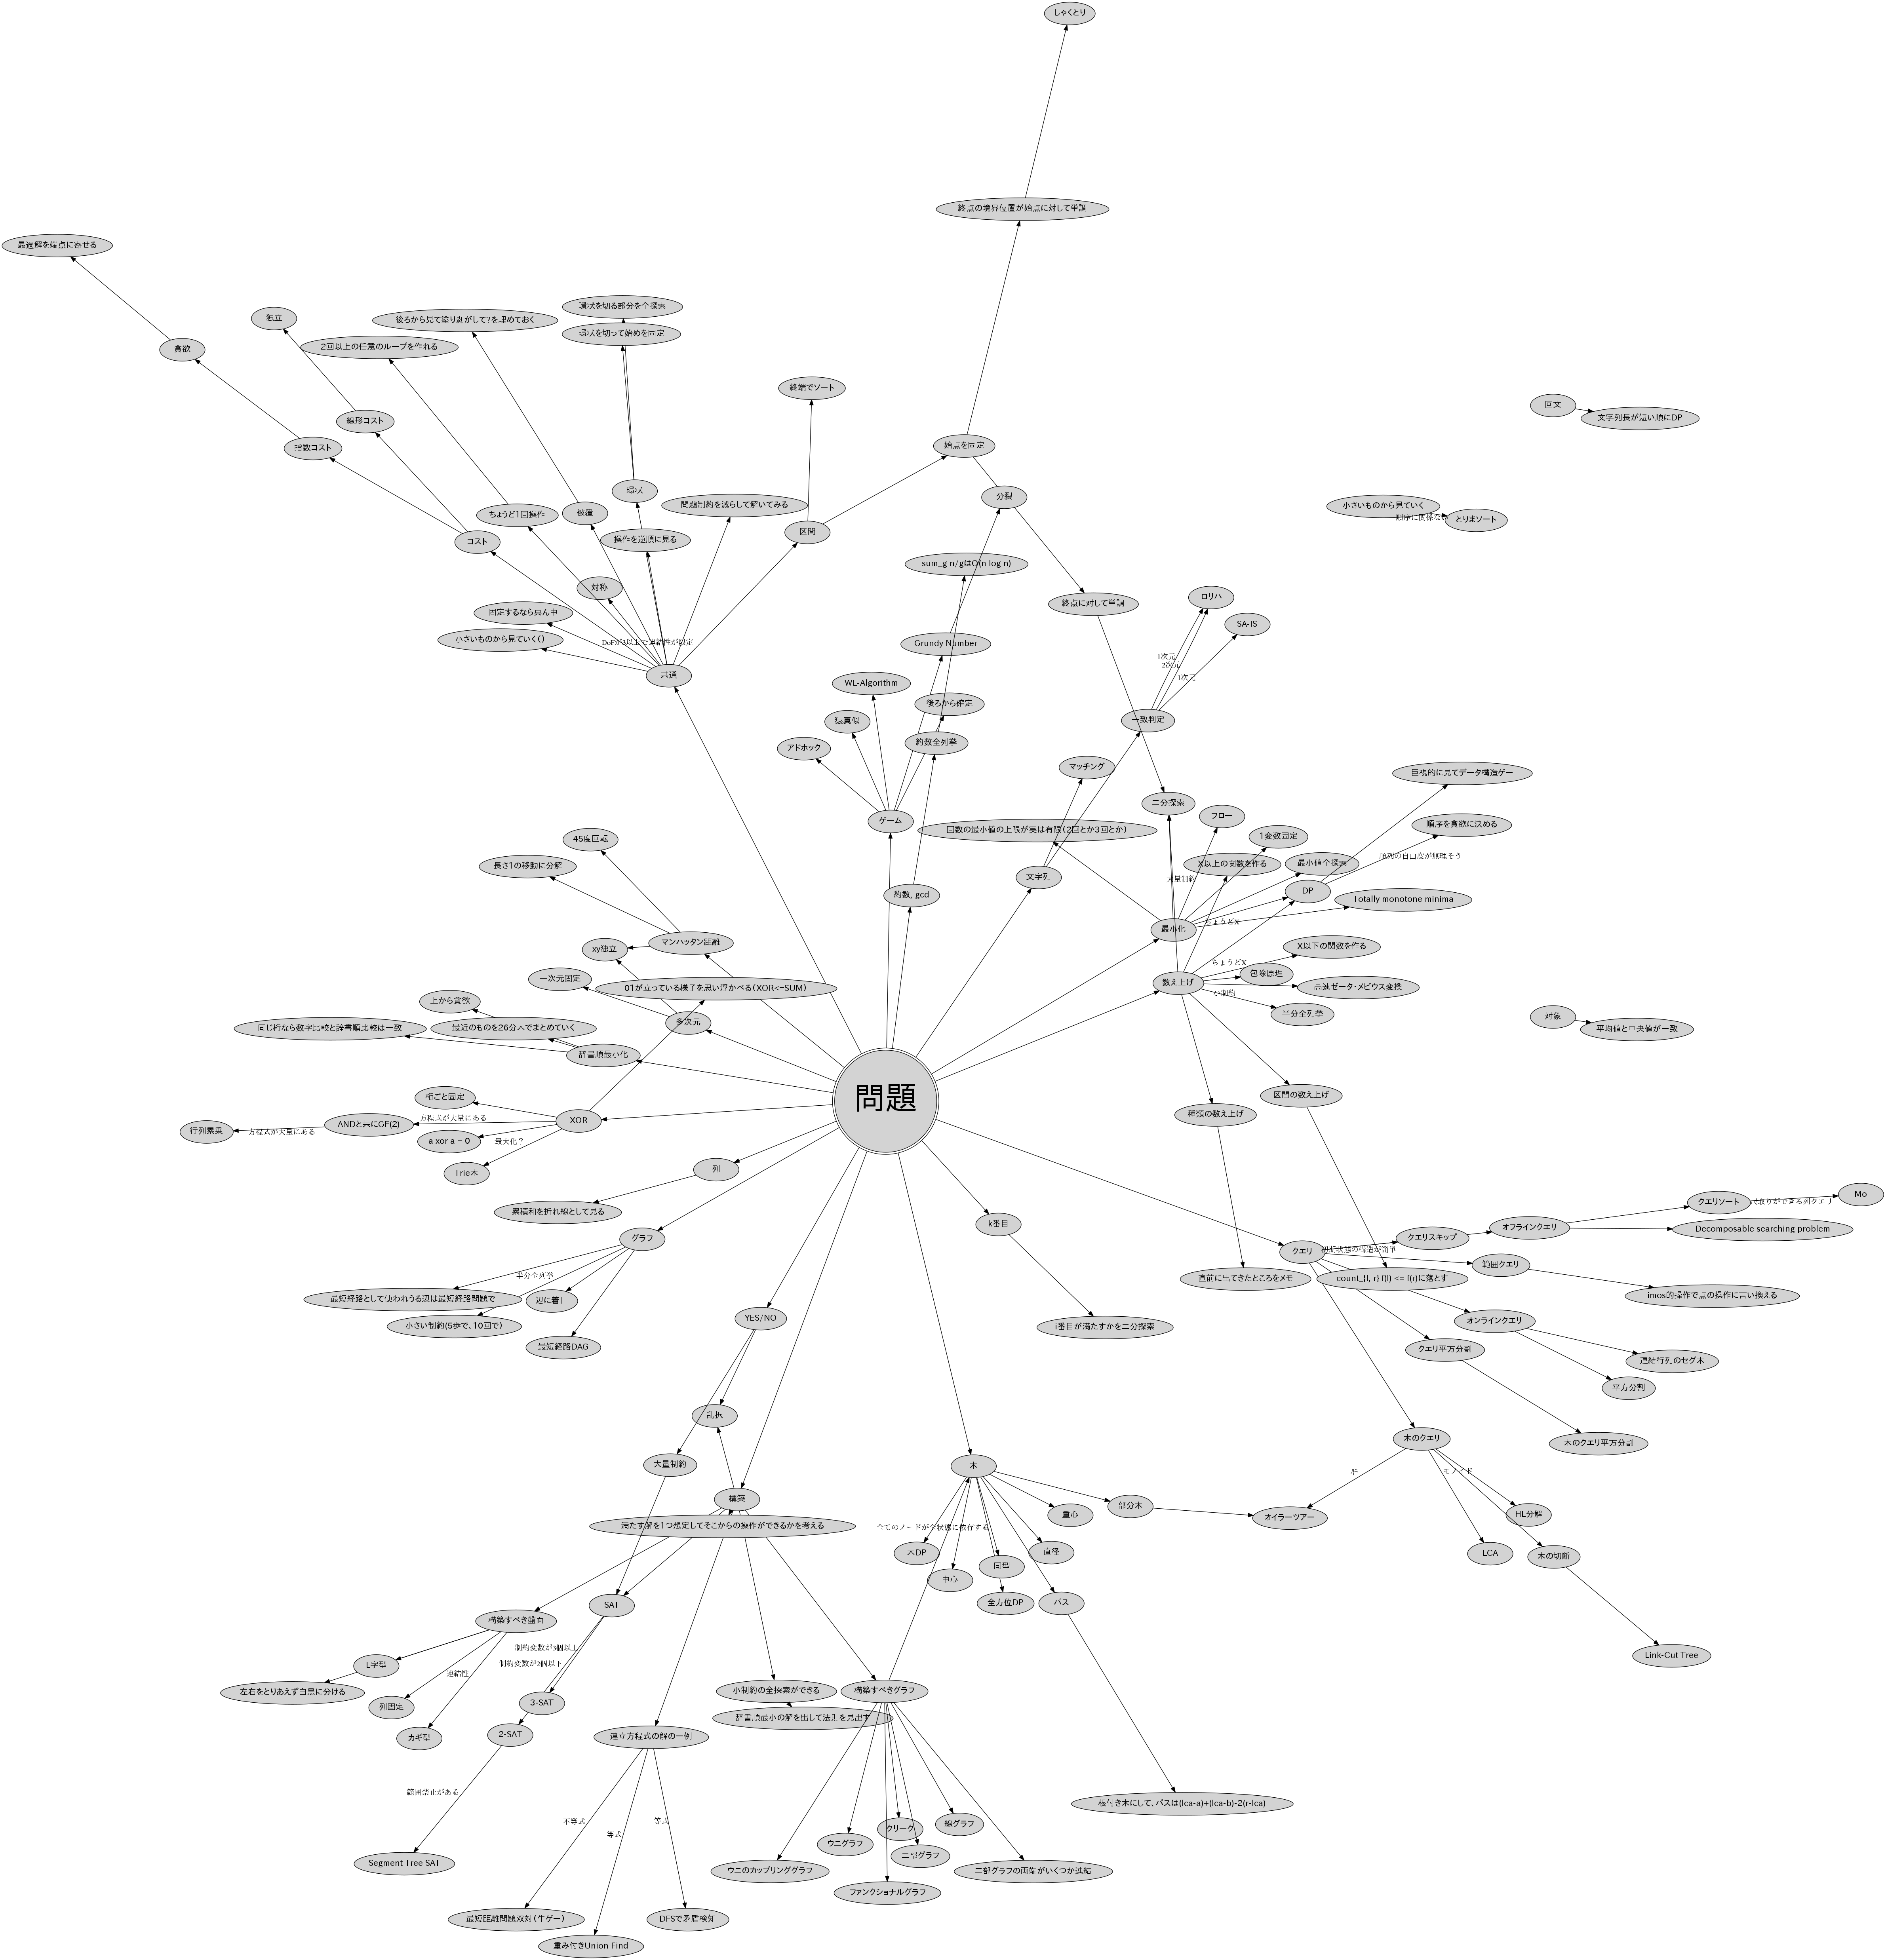 しゃくとり
終点の境界位置が始点に対して単調
最適解を端点に寄せる
環状を切る部分を全探索
独立
後ろから見て塗り剥がして?を埋めておく
環状を切って始めを固定
2回以上の任意のループを作れる
貪欲
終端でソート
回文
文字列長が短い順にDP
線形コスト
指数コスト
始点を固定
環状
分裂
問題制約を減らして解いてみる
小さいものから見ていく
順序に関係ない
とりまソート
ちょうど1回操作
被覆
区間
コスト
操作を逆順に見る
sum_g n/gはO(n log n)
対称
ロリハ
終点に対して単調
固定するなら真ん中
SA-IS
小さいものから見ていく()
DoFが3以上で連結性が固定
Grundy Number
1次元
2次元
1次元
共通
WL-Algorithm
後ろから確定
猿真似
一致判定
アドホック
約数全列挙
マッチング
巨視的に見てデータ構造ゲー
二分探索
フロー
ゲーム
回数の最小値の上限が実は有限(2回とか3回とか)
順序を貪欲に決める
45度回転
1変数固定
順列の自由度が無理そう
長さ1の移動に分解
X以上の関数を作る
最小値全探索
文字列
大量制約
DP
約数, gcd
Totally monotone minima
ちょうどX
最小化
マンハッタン距離
xy独立
X以下の関数を作る
ちょうどX
包除原理
一次元固定
数え上げ
01が立っている様子を思い浮かべる(XOR<=SUM)
高速ゼータ・メビウス変換
小制約
上から貪欲
半分全列挙
対象
平均値と中央値が一致
多次元
同じ桁なら数字比較と辞書順比較は一致
最近のものを26分木でまとめていく
辞書順最小化
問題
桁ごと固定
区間の数え上げ
種類の数え上げ
方程式が大量にある
XOR
ANDと共にGF(2)
行列累乗
方程式が大量にある
a xor a = 0
最大化?
Trie木
列
クエリソート
尺取りができる列クエリ
Mo
累積和を折れ線として見る
k番目
オフラインクエリ
Decomposable searching problem
グラフ
クエリスキップ
クエリ
初期状態の構造が簡単
範囲クエリ
半分全列挙
直前に出てきたところをメモ
count_{l, r} f(l) <= f(r)に落とす
最短経路として使われうる辺は最短経路問題で
辺に着目
imos的操作で点の操作に言い換える
YES/NO
オンラインクエリ
小さい制約(5歩で、10回で)
i番目が満たすかを二分探索
最短経路DAG
クエリ平方分割
連結行列のセグ木
平方分割
乱択
木のクエリ
木のクエリ平方分割
大量制約
木
群
モノイド
構築
部分木
重心
オイラーツアー
HL分解
満たす解を1つ想定してそこからの操作ができるかを考える
全てのノードが全状態に依存する
木DP
直径
LCA
木の切断
同型
中心
SAT
全方位DP
パス
構築すべき盤面
制約変数が3個以上
Link-Cut Tree
制約変数が2個以下
L字型
連結性
左右をとりあえず白黒に分ける
小制約の全探索ができる
構築すべきグラフ
列固定
3-SAT
辞書順最小の解を出して法則を見出す
カギ型
2-SAT
連立方程式の解の一例
範囲禁止がある
根付き木にして、パスは(lca-a)+(lca-b)-2(r-lca)
不等式
等式
等式
線グラフ
クリーク
ウニグラフ
二部グラフ
Segment Tree SAT
ウニのカップリンググラフ
二部グラフの両端がいくつか連結
ファンクショナルグラフ
最短距離問題双対(牛ゲー)
DFSで矛盾検知
重み付きUnion Find